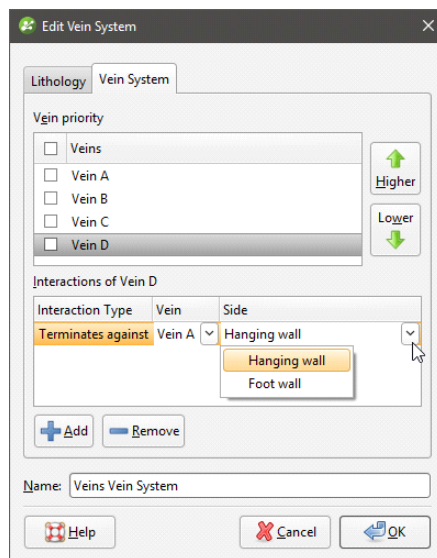 Edit Vein System
Lithology Vein System
Vein priority
Veins
Vein A
Vein B
Vein C
Vein D
Higher
Lower
Interactions of Vein D
Interaction Type Vein Side
Terminates against Vein A Hanging wall
Hanging wall
Foot wall
Add Remove
Name: Veins Vein System
Help Cancel OK